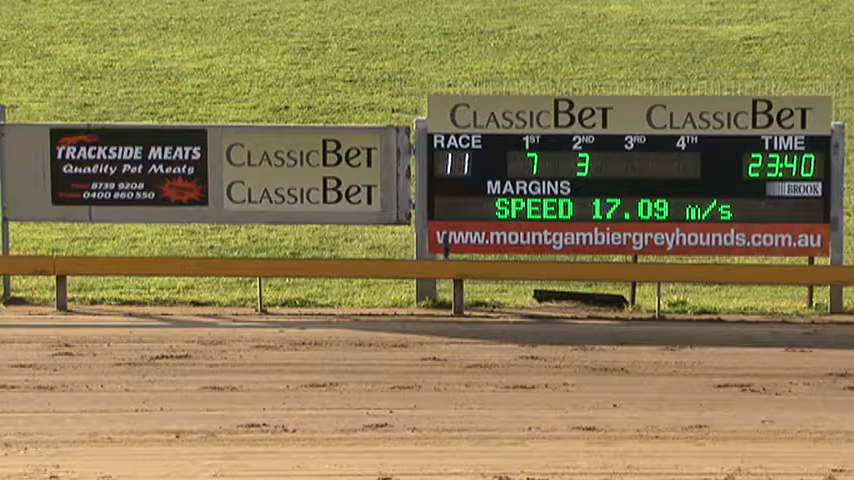 TRACKSIDE MEATS
Quality Pet Meats
8739 9208
0400 860 550
CLASSICBET
CLASSICBET
CLASSICBET CLASSICBET
RACE 1ST 2ND 3RD 4TH TIME
11 7 3 23:40
MARGINS BROOK
SPEED 17.09 m/s
www.mountgambiergreyhounds.com.au